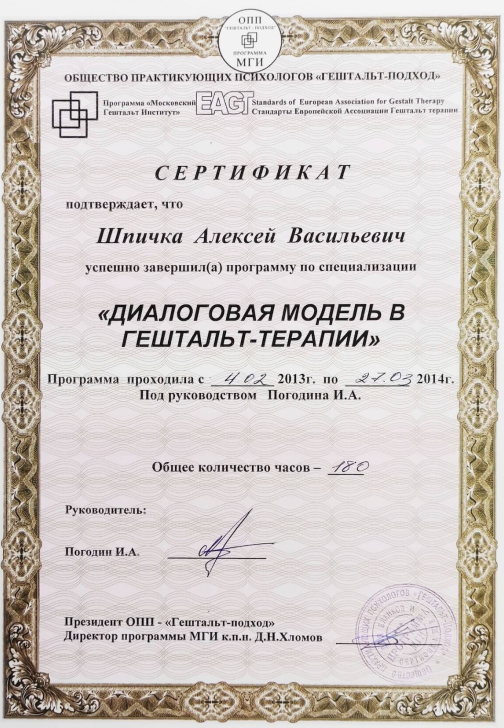 ОПП
"ГЕШТАЛЬТ - ПОДХОД"
ПРОГРАММА
МГИ
ОБЩЕСТВО ПРАКТИКУЮЩИХ ПСИХОЛОГОВ «ГЕШТАЛЬТ-ПОДХОД»
Программа «Московский Гештальт Институт»
EAGT
Standards of European Association for Gestalt Therapy
Стандарты Европейской Ассоциации Гештальт терапии
СЕРТИФИКАТ
подтверждает, что
Шпичка Алексей Васильевич
успешно завершил(а) программу по специализации
«ДИАЛОГОВАЯ МОДЕЛЬ В
ГЕШТАЛЬТ-ТЕРАПИИ»
Программа проходила с 4.02 2013г. по 27.03 2014г.
Под руководством Погодина И.А.
Общее количество часов – 180
Руководитель:
Погодин И.А.
Президент ОПП - «Гештальт-подход»
Директор программы МГИ к.п.н. Д.Н.Хломов